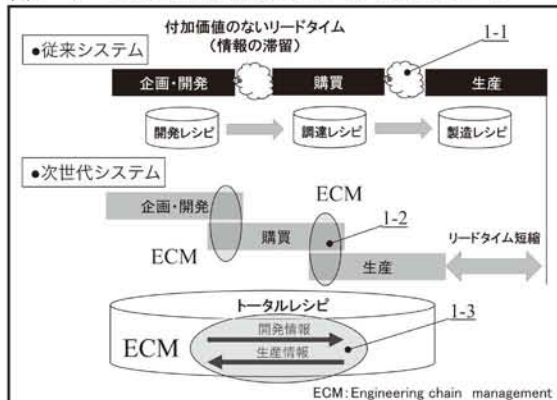 付加価値のないリードタイム
(情報の滞留)
1-1
●従来システム
企画・開発
購買
生産
開発レシピ
調達レシピ
製造レシピ
●次世代システム
ECM
企画・開発
1-2
ECM
購買
リードタイム短縮
生産
トータルレシピ
1-3
開発情報
ECM
生産情報
ECM:Engineering chain management